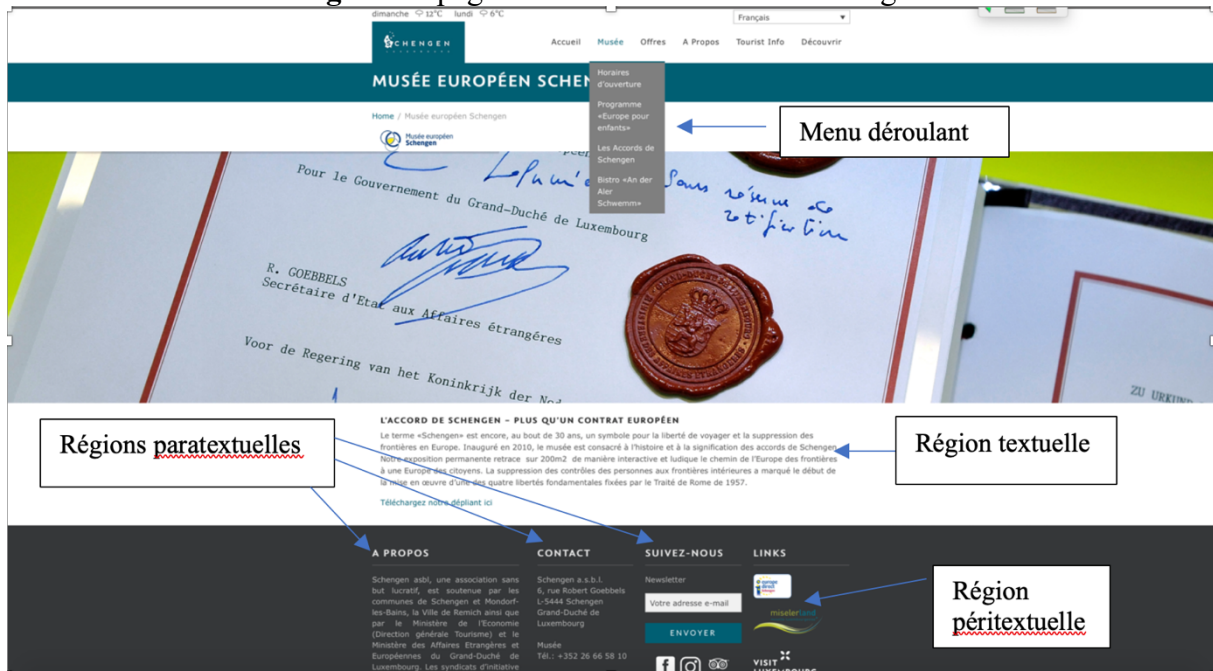 dimanche 12°C lundi 6°C
Français
SCHENGEN
Accueil Musée Offres A Propos Tourist Info Découvrir
MUSÉE EUROPÉEN SCHEN
Horaires
d'ouverture
Programme
«Europe pour
enfants»
Les Accords de
Schengen
Bistro «An der
Aler
Schwemm»
Home / Musée européen Schengen
Musée européen
Schengen
Menu déroulant
Pour le Gouvernement du Grand-Duché de Luxembourg
sous réserve de
R. GOEBBELS
Secrétaire d'Etat aux Affaires étrangéres
Voor de Regering van het Koninkrijk der
ZU URKUND
L'ACCORD DE SCHENGEN – PLUS QU'UN CONTRAT EUROPÉEN
Le terme «Schengen» est encore, au bout de 30 ans, un symbole pour la liberté de voyager et la suppression des
frontières en Europe. Inauguré en 2010, le musée est consacré à l'histoire et à la signification des accords de Schengen.
Notre exposition permanente retrace sur 200m2 de manière interactive et ludique le chemin de l'Europe des frontières
à une Europe des citoyens. La suppression des contrôles des personnes aux frontières intérieures a marqué le début de
la mise en œuvre d'une des quatre libertés fondamentales fixées par le Traité de Rome de 1957.
Téléchargez notre dépliant ici
Régions paratextuelles
Région textuelle
A PROPOS
Schengen asbl, une association sans
but lucratif, est soutenue par les
communes de Schengen et Mondorf-
les-Bains, la Ville de Remich ainsi que
par le Ministère de l'Economie
(Direction générale Tourisme) et le
Ministère des Affaires Etrangères et
Européennes du Grand-Duché de
Luxembourg. Les syndicats d'initiative
CONTACT
Schengen a.s.b.l.
6, rue Robert Goebbels
L-5444 Schengen
Grand-Duché de
Luxembourg
Musée
Tél.: +352 26 66 58 10
SUIVEZ-NOUS
Newsletter
Votre adresse e-mail
ENVOYER
LINKS
europe
direct
miselerland
VISIT
LUXEMBOURG
Région
péritextuelle